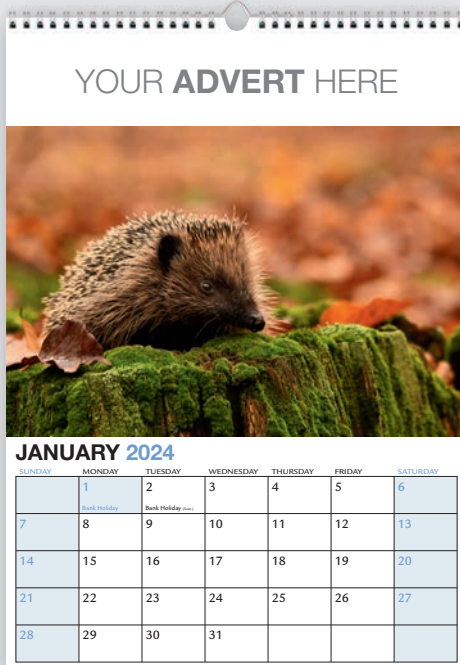 YOUR ADVERT HERE
JANUARY 2024
SUNDAY MONDAY TUESDAY WEDNESDAY THURSDAY FRIDAY SATURDAY
1 2 3 4 5 6
Bank Holiday Bank Holiday (Scot.)
7 8 9 10 11 12 13
14 15 16 17 18 19 20
21 22 23 24 25 26 27
28 29 30 31